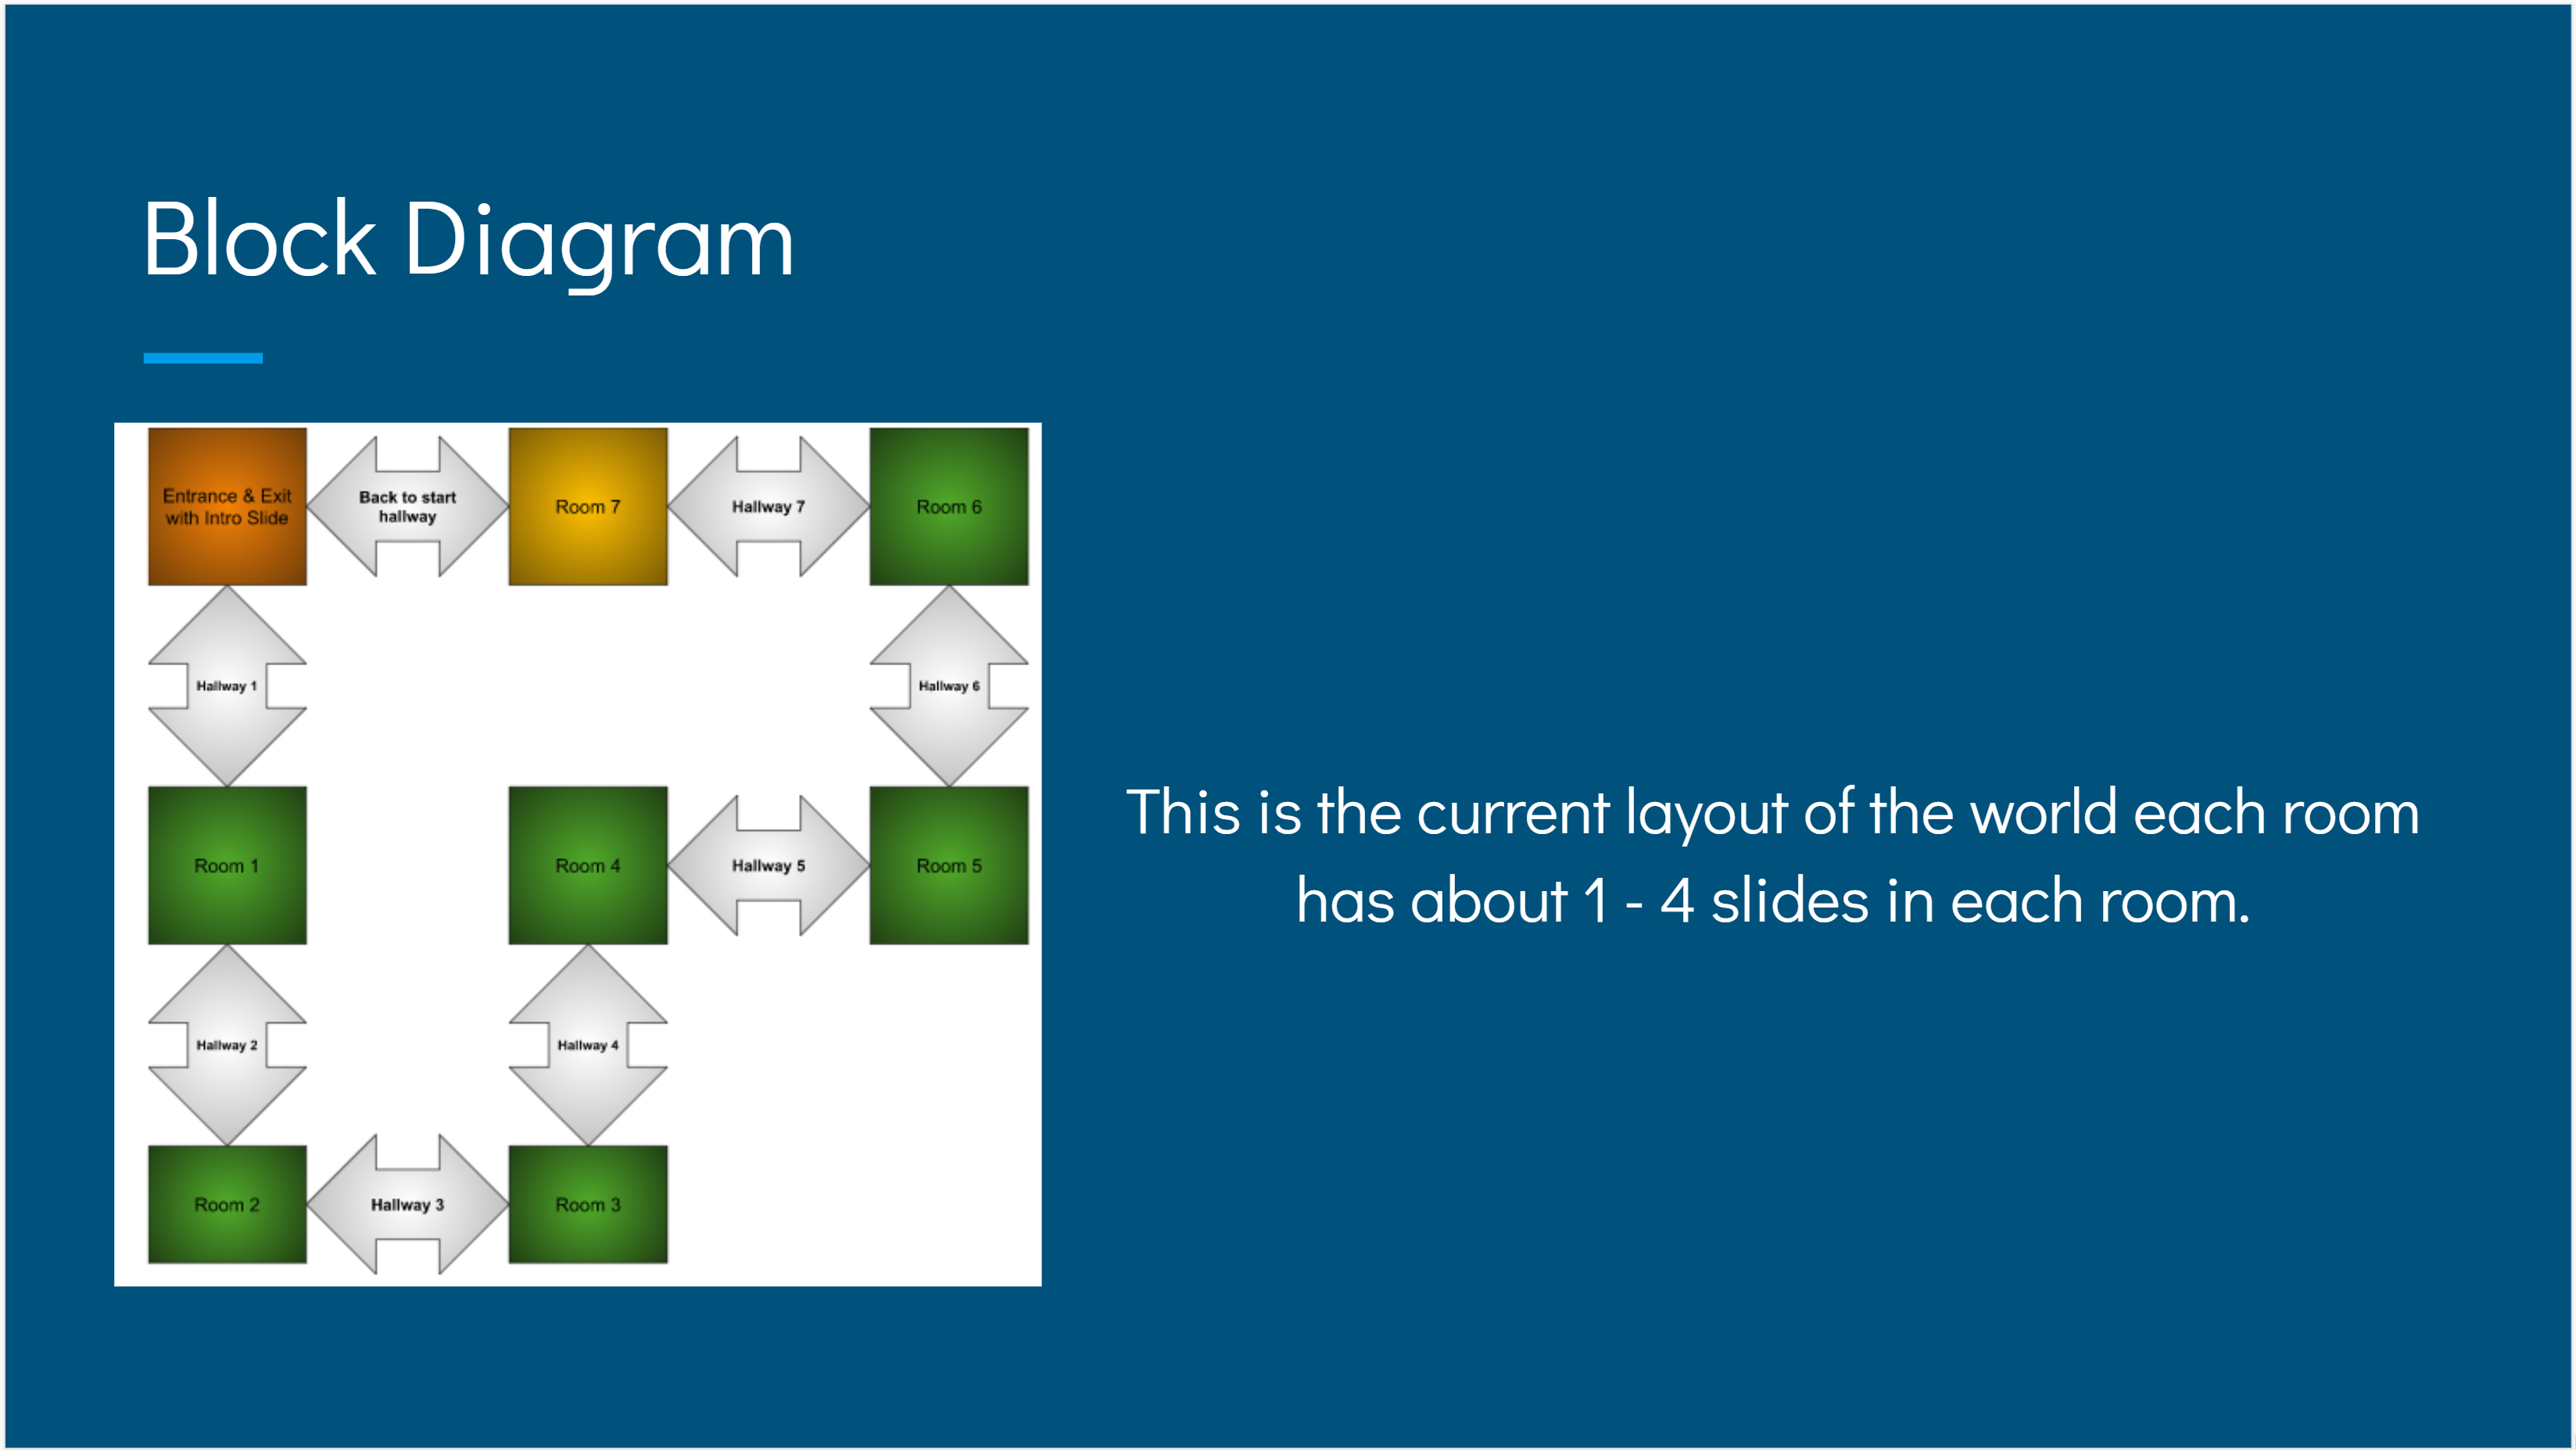 Block Diagram
Entrance & Exit
with Intro Slide
Back to start
hallway
Room 7
Hallway 7
Room 6
Hallway 1
Hallway 6
Room 1
Room 4
Hallway 5
Room 5
Hallway 2
Hallway 4
Room 2
Hallway 3
Room 3
This is the current layout of the world each room
has about 1 - 4 slides in each room.